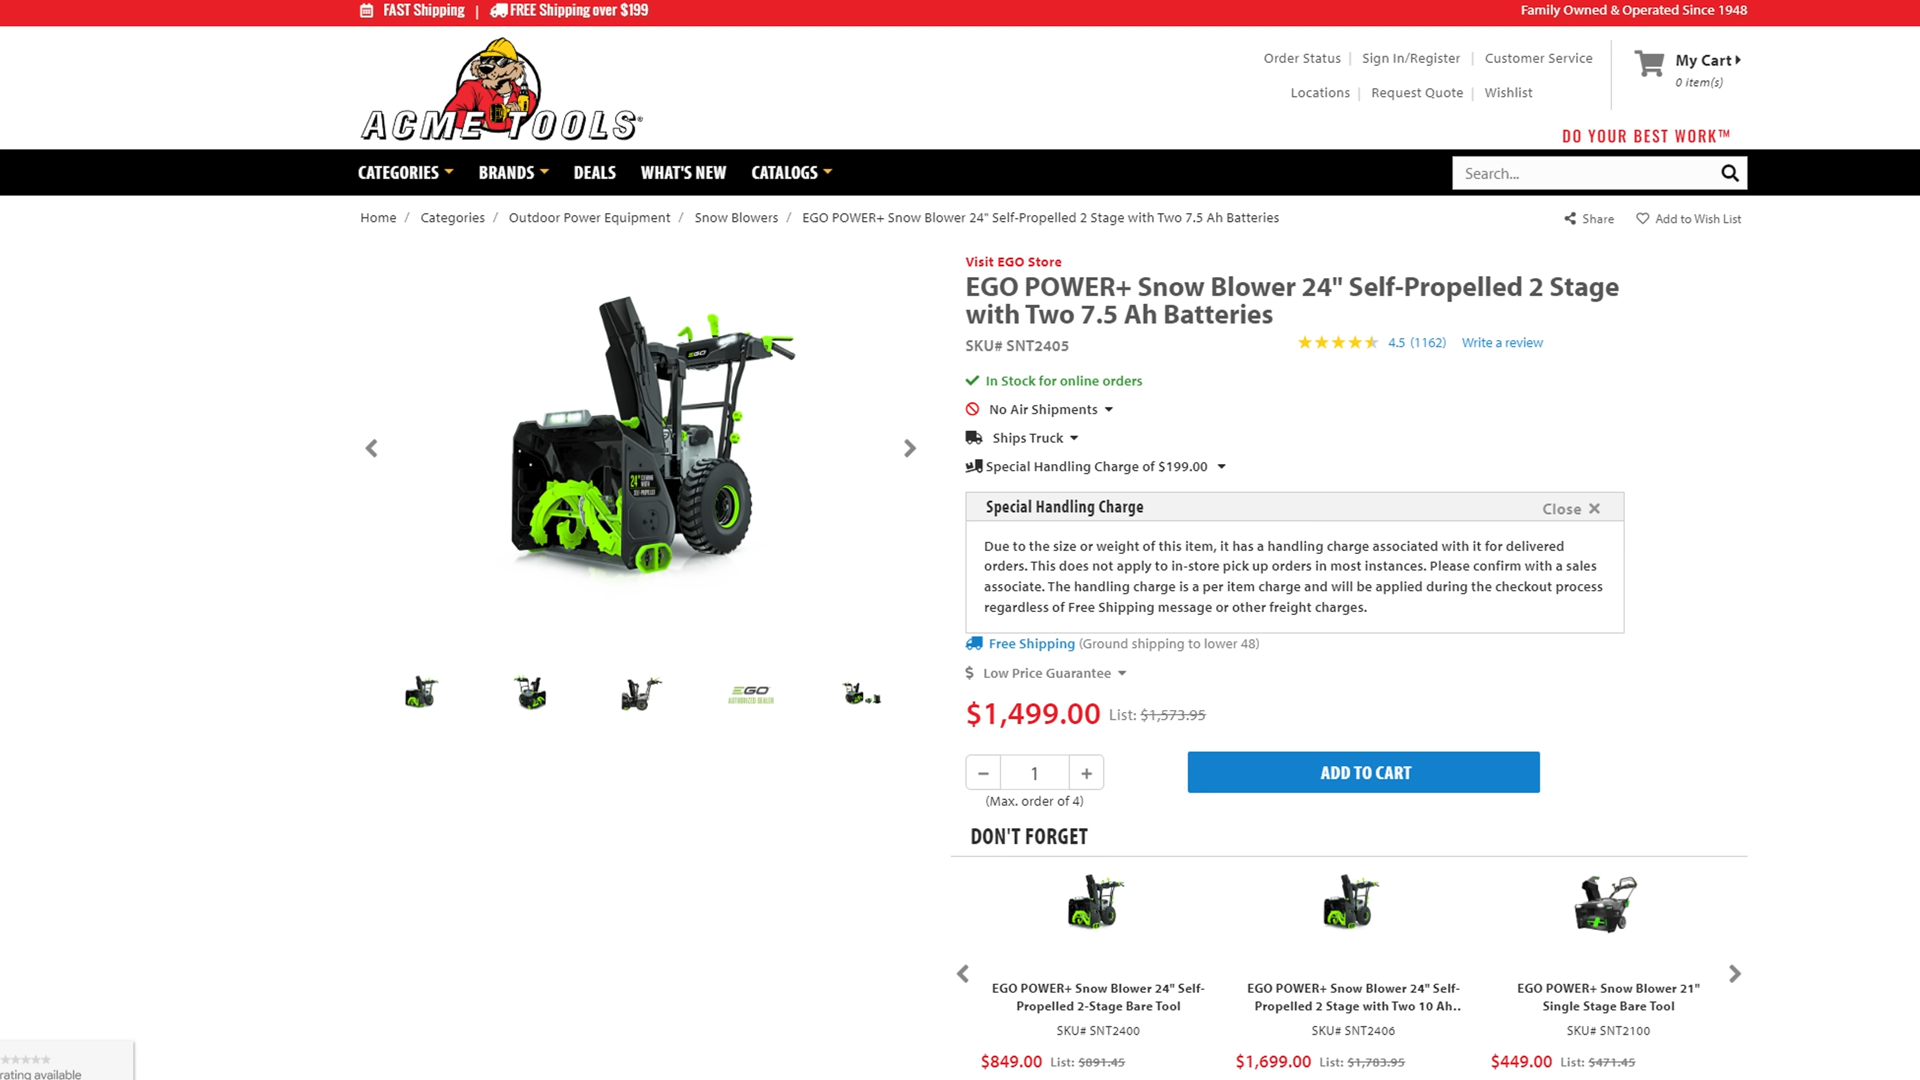 FAST Shipping | FREE Shipping over $199
Family Owned & Operated Since 1948
ACME TOOLS
Order Status | Sign In/Register | Customer Service
Locations | Request Quote | Wishlist
My Cart
0 item(s)
DO YOUR BEST WORK™
CATEGORIES BRANDS DEALS WHAT'S NEW CATALOGS
Search...
Home / Categories / Outdoor Power Equipment / Snow Blowers / EGO POWER+ Snow Blower 24" Self-Propelled 2 Stage with Two 7.5 Ah Batteries
Share Add to Wish List
Visit EGO Store
EGO POWER+ Snow Blower 24" Self-Propelled 2 Stage
with Two 7.5 Ah Batteries
SKU# SNT2405
4.5 (1162) Write a review
In Stock for online orders
No Air Shipments
Ships Truck
Special Handling Charge of $199.00
Special Handling Charge
Close ×
Due to the size or weight of this item, it has a handling charge associated with it for delivered
orders. This does not apply to in-store pick up orders in most instances. Please confirm with a sales
associate. The handling charge is a per item charge and will be applied during the checkout process
regardless of Free Shipping message or other freight charges.
Free Shipping (Ground shipping to lower 48)
$ Low Price Guarantee
$1,499.00 List: $1,573.95
− 1 +
ADD TO CART
(Max. order of 4)
EGO
24"
EGO
AUTHORIZED DEALER
DON'T FORGET
EGO POWER+ Snow Blower 24" Self-
Propelled 2-Stage Bare Tool
SKU# SNT2400
$849.00 List: $891.45
EGO POWER+ Snow Blower 24" Self-
Propelled 2 Stage with Two 10 Ah..
SKU# SNT2406
$1,699.00 List: $1,783.95
EGO POWER+ Snow Blower 21"
Single Stage Bare Tool
SKU# SNT2100
$449.00 List: $471.45
rating available